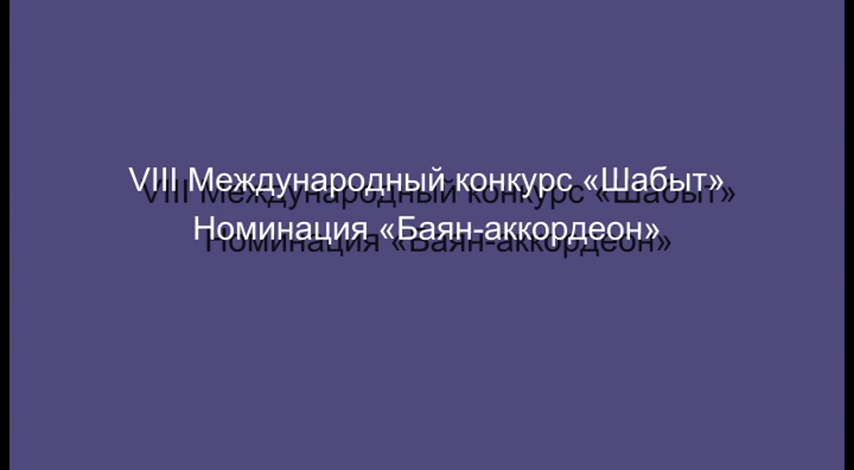 VIII Международный конкурс «Шабыт»
Номинация «Баян-аккордеон»